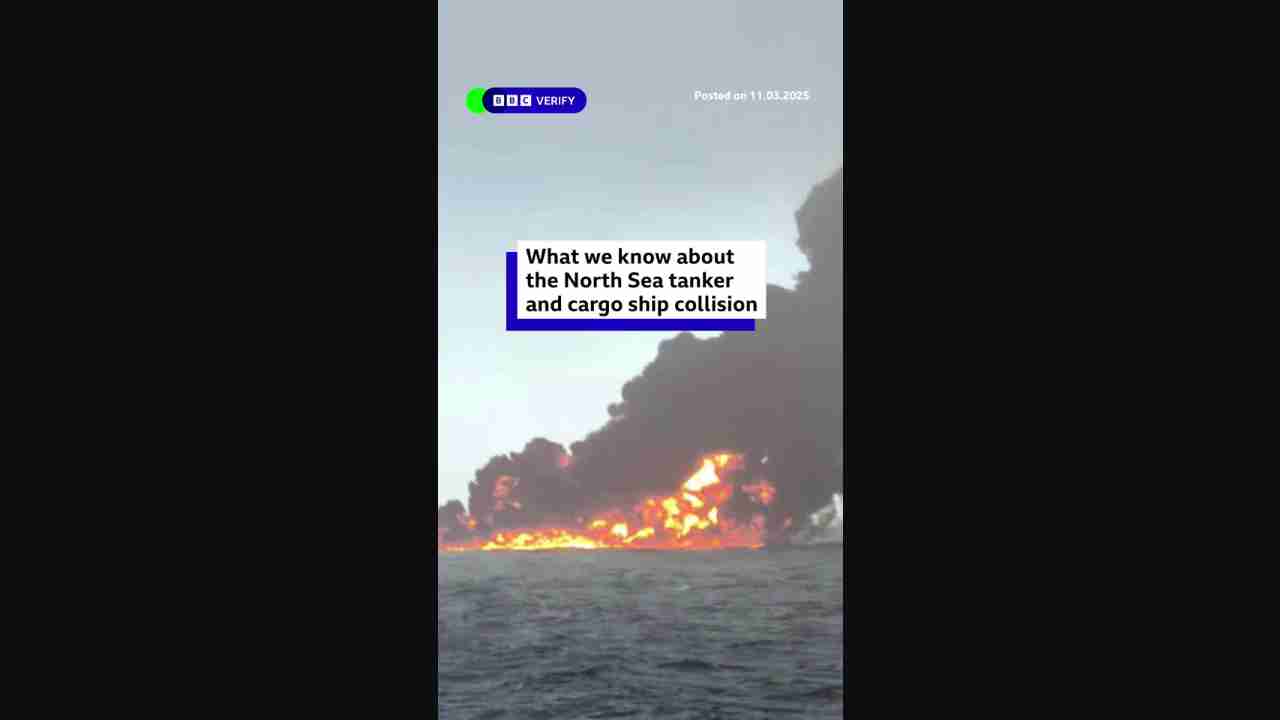 BBC VERIFY
Posted on 11.03.2025
What we know about
the North Sea tanker
and cargo ship collision